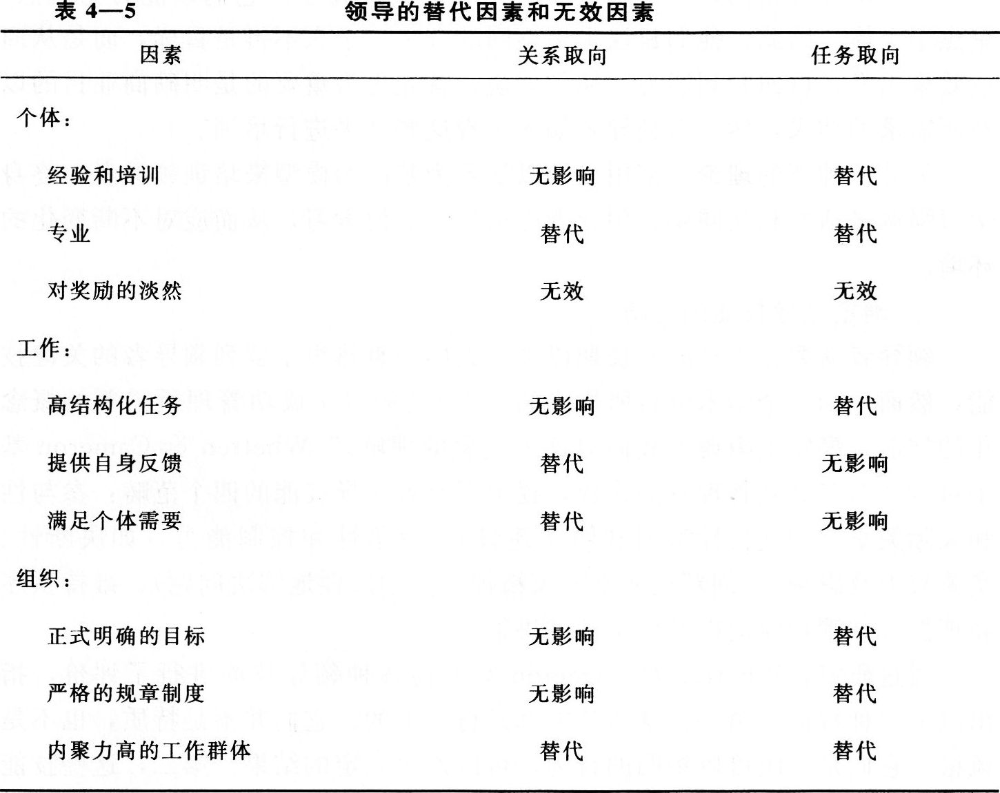 表 4—5 领导的替代因素和无效因素
因素 关系取向 任务取向
个体：
经验和培训 无影响 替代
专业 替代 替代
对奖励的淡然 无效 无效
工作：
高结构化任务 无影响 替代
提供自身反馈 替代 无影响
满足个体需要 替代 无影响
组织：
正式明确的目标 无影响 替代
严格的规章制度 无影响 替代
内聚力高的工作群体 替代 替代